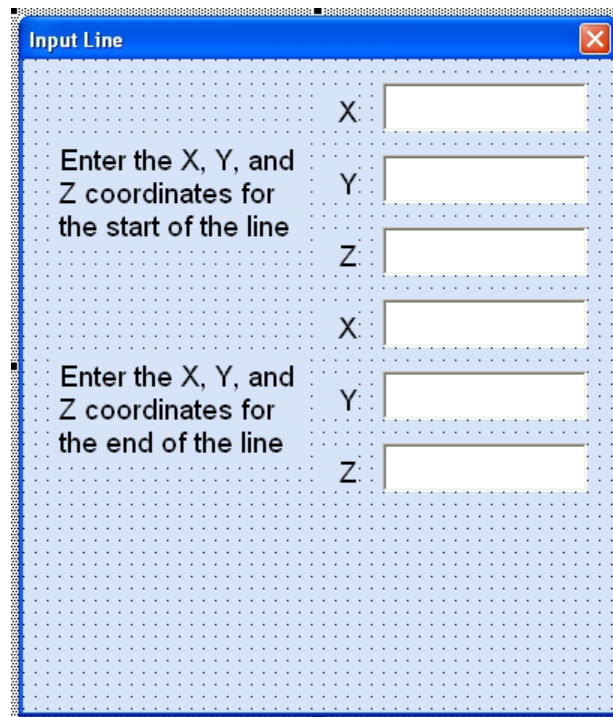 Input Line
X
Enter the X, Y, and
Z coordinates for
the start of the line
Y
Z
X
Enter the X, Y, and
Z coordinates for
the end of the line
Y
Z